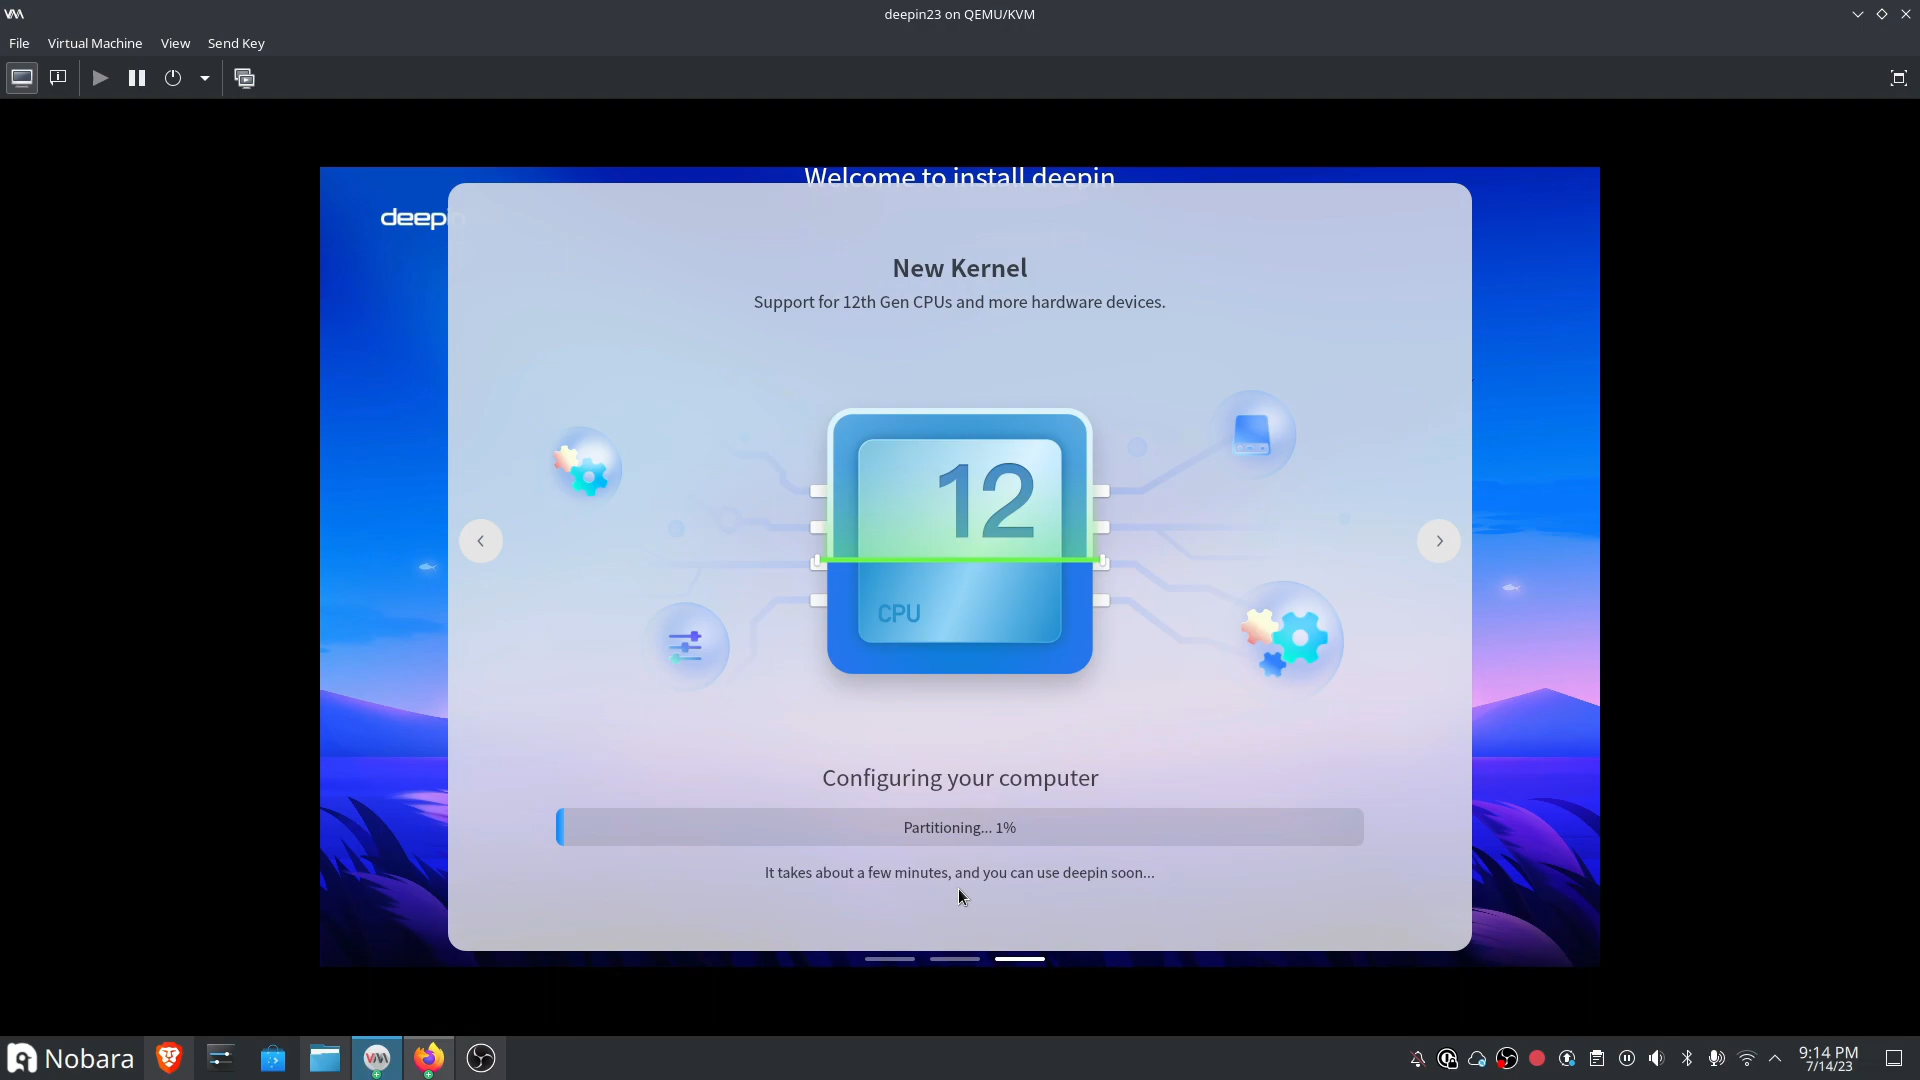 deepin23 on QEMU/KVM
File Virtual Machine View Send Key
Welcome to install deepin
deepin
New Kernel
Support for 12th Gen CPUs and more hardware devices.
12
CPU
Configuring your computer
Partitioning... 1%
It takes about a few minutes, and you can use deepin soon...
Nobara
9:14 PM
7/14/23